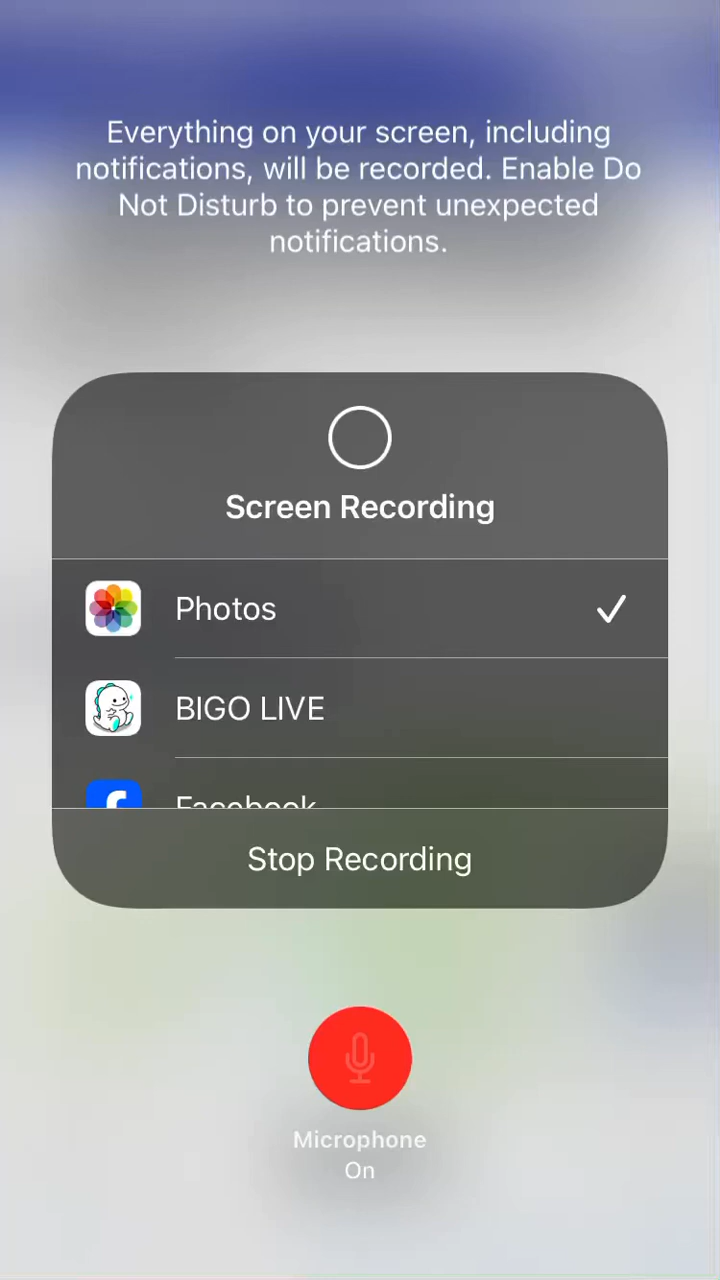 Everything on your screen, including
notifications, will be recorded. Enable Do
Not Disturb to prevent unexpected
notifications.
Screen Recording
Photos
BIGO LIVE
Facebook
Stop Recording
Microphone
On